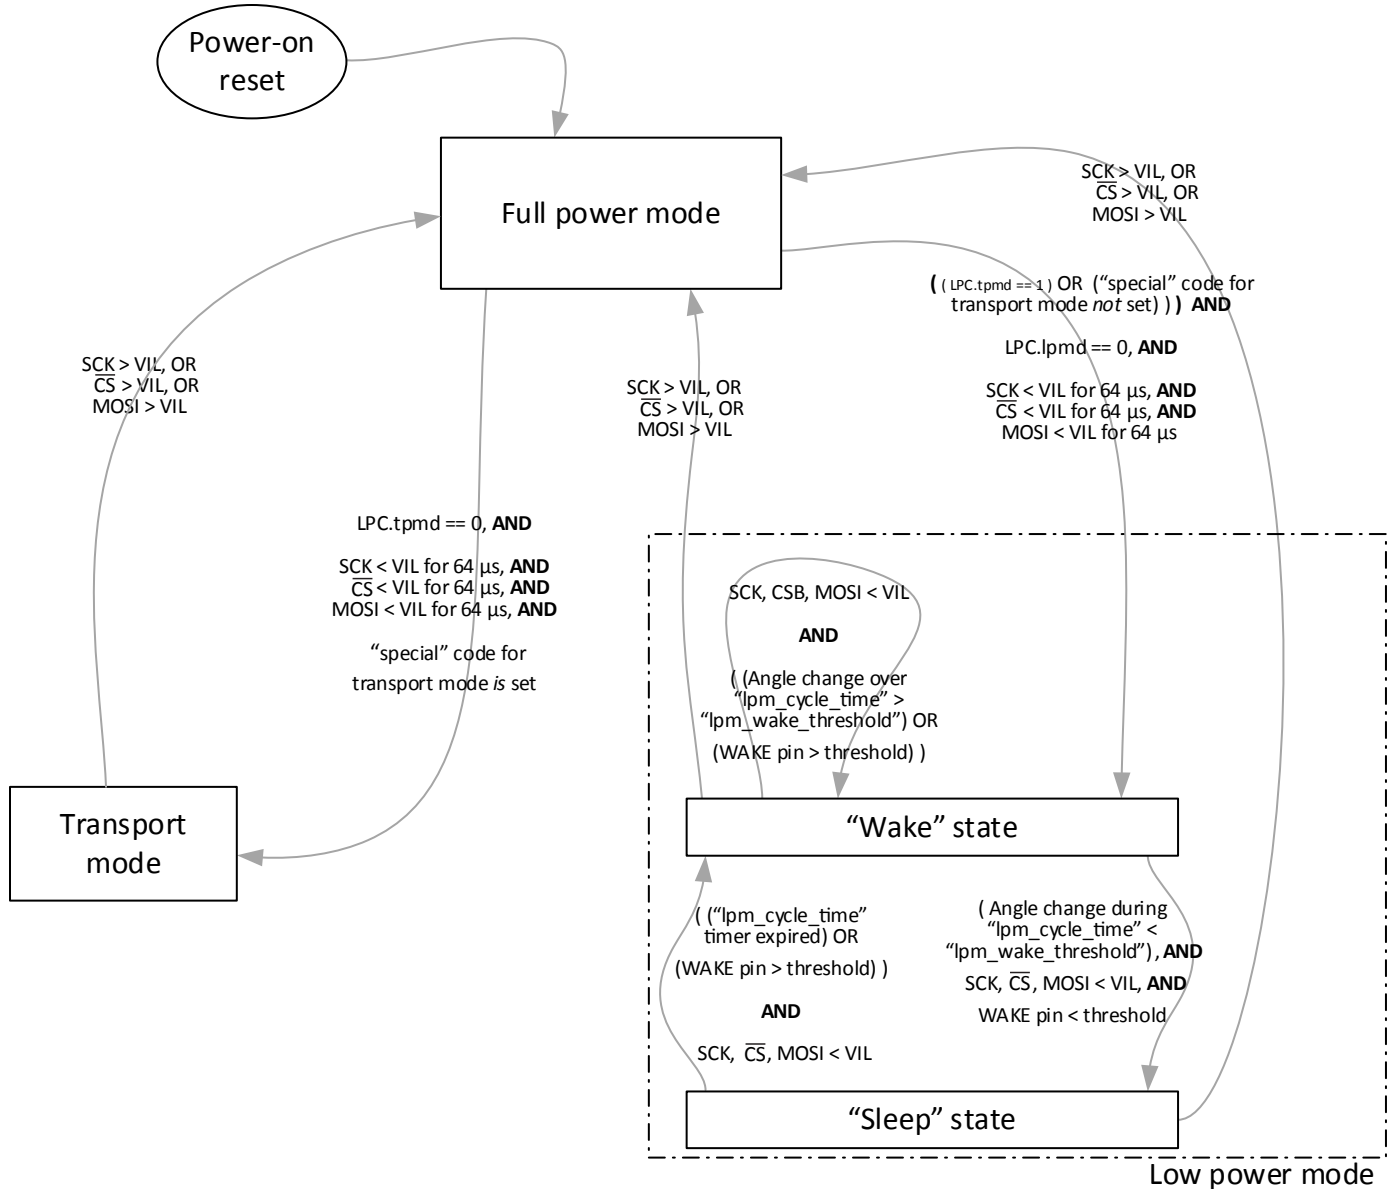 Power-on
reset
Full power mode
SCK > VIL, OR
C̅S̅ > VIL, OR
MOSI > VIL
( ( LPC.tpmd == 1 ) OR (“special” code for
transport mode not set) ) ) AND
LPC.lpmd == 0, AND
SCK < VIL for 64 µs, AND
C̅S̅ < VIL for 64 µs, AND
MOSI < VIL for 64 µs
SCK > VIL, OR
C̅S̅ > VIL, OR
MOSI > VIL
SCK > VIL, OR
C̅S̅ > VIL, OR
MOSI > VIL
LPC.tpmd == 0, AND
SCK < VIL for 64 µs, AND
C̅S̅ < VIL for 64 µs, AND
MOSI < VIL for 64 µs, AND
“special” code for
transport mode is set
SCK, CSB, MOSI < VIL
AND
( (Angle change over
“lpm_cycle_time” >
“lpm_wake_threshold”) OR
(WAKE pin > threshold) )
Transport
mode
“Wake” state
( (“lpm_cycle_time”
timer expired) OR
(WAKE pin > threshold) )
AND
SCK, C̅S̅, MOSI < VIL
( Angle change during
“lpm_cycle_time” <
“lpm_wake_threshold”) , AND
SCK, C̅S̅, MOSI < VIL, AND
WAKE pin < threshold
“Sleep” state
Low power mode